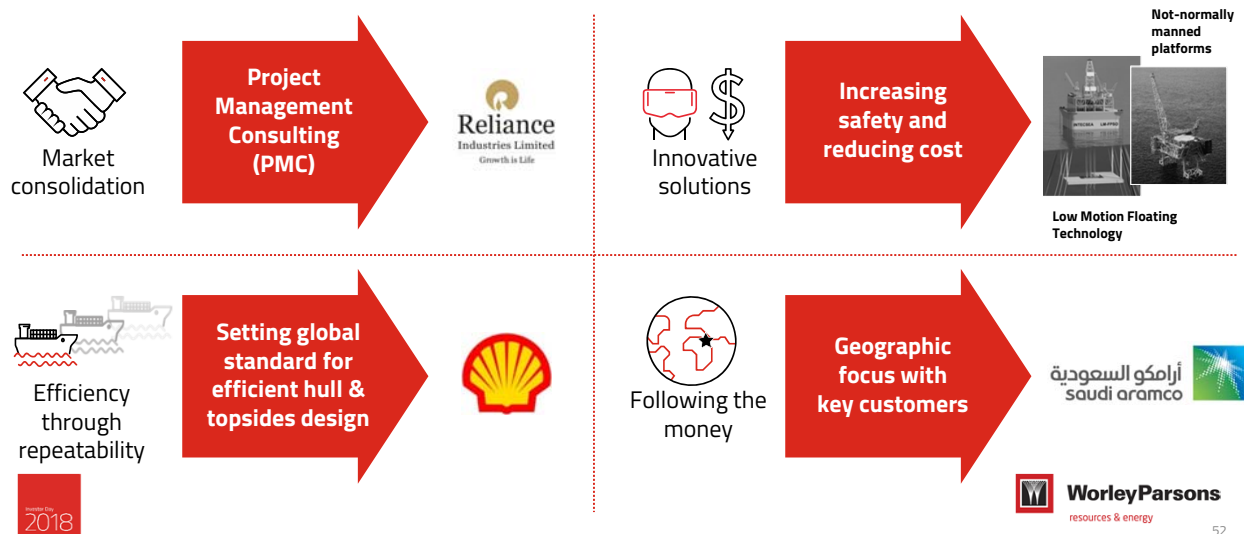 Market
consolidation
Project
Management
Consulting
(PMC)
Reliance
Industries Limited
Growth is Life
Innovative
solutions
Increasing
safety and
reducing cost
Not-normally
manned
platforms
Low Motion Floating
Technology
Efficiency
through
repeatability
Setting global
standard for
efficient hull &
topsides design
Following the
money
Geographic
focus with
key customers
أرامكو السعودية
saudi aramco
Investor Day
2018
WorleyParsons
resources & energy
52